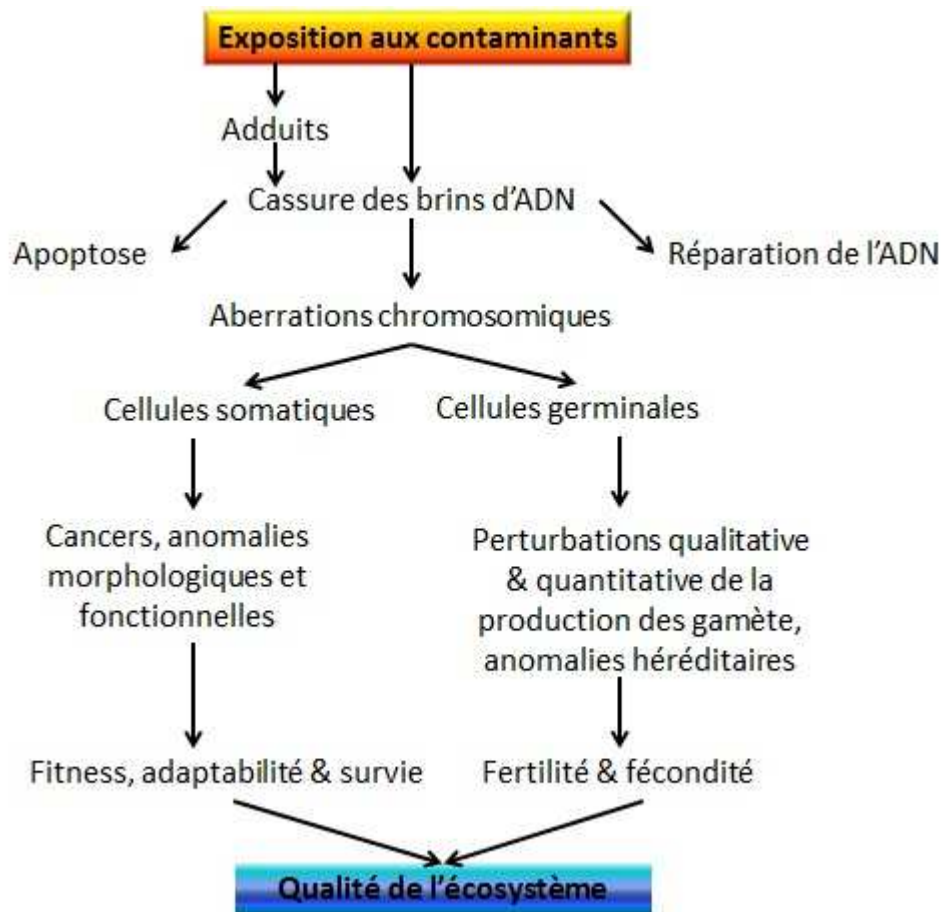 Exposition aux contaminants
Adduits
Cassure des brins d'ADN
Apoptose
Réparation de l'ADN
Aberrations chromosomiques
Cellules somatiques
Cellules germinales
Cancers, anomalies
morphologiques et
fonctionnelles
Perturbations qualitative
& quantitative de la
production des gamète,
anomalies héréditaires
Fitness, adaptabilité & survie
Fertilité & fécondité
Qualité de l'écosystème